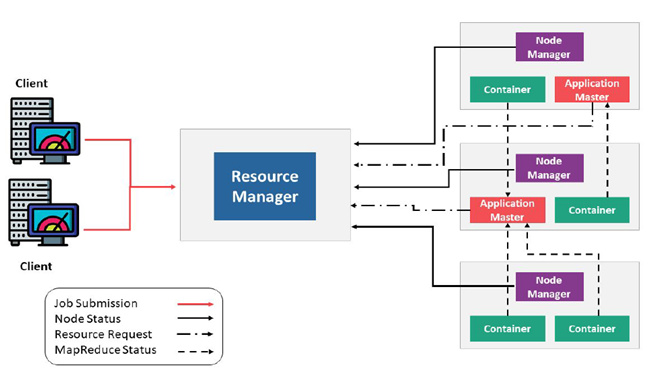 Client
Client
Resource
Manager
Node
Manager
Container
Application
Master
Node
Manager
Application
Master
Container
Node
Manager
Container
Container
Job Submission
Node Status
Resource Request
MapReduce Status